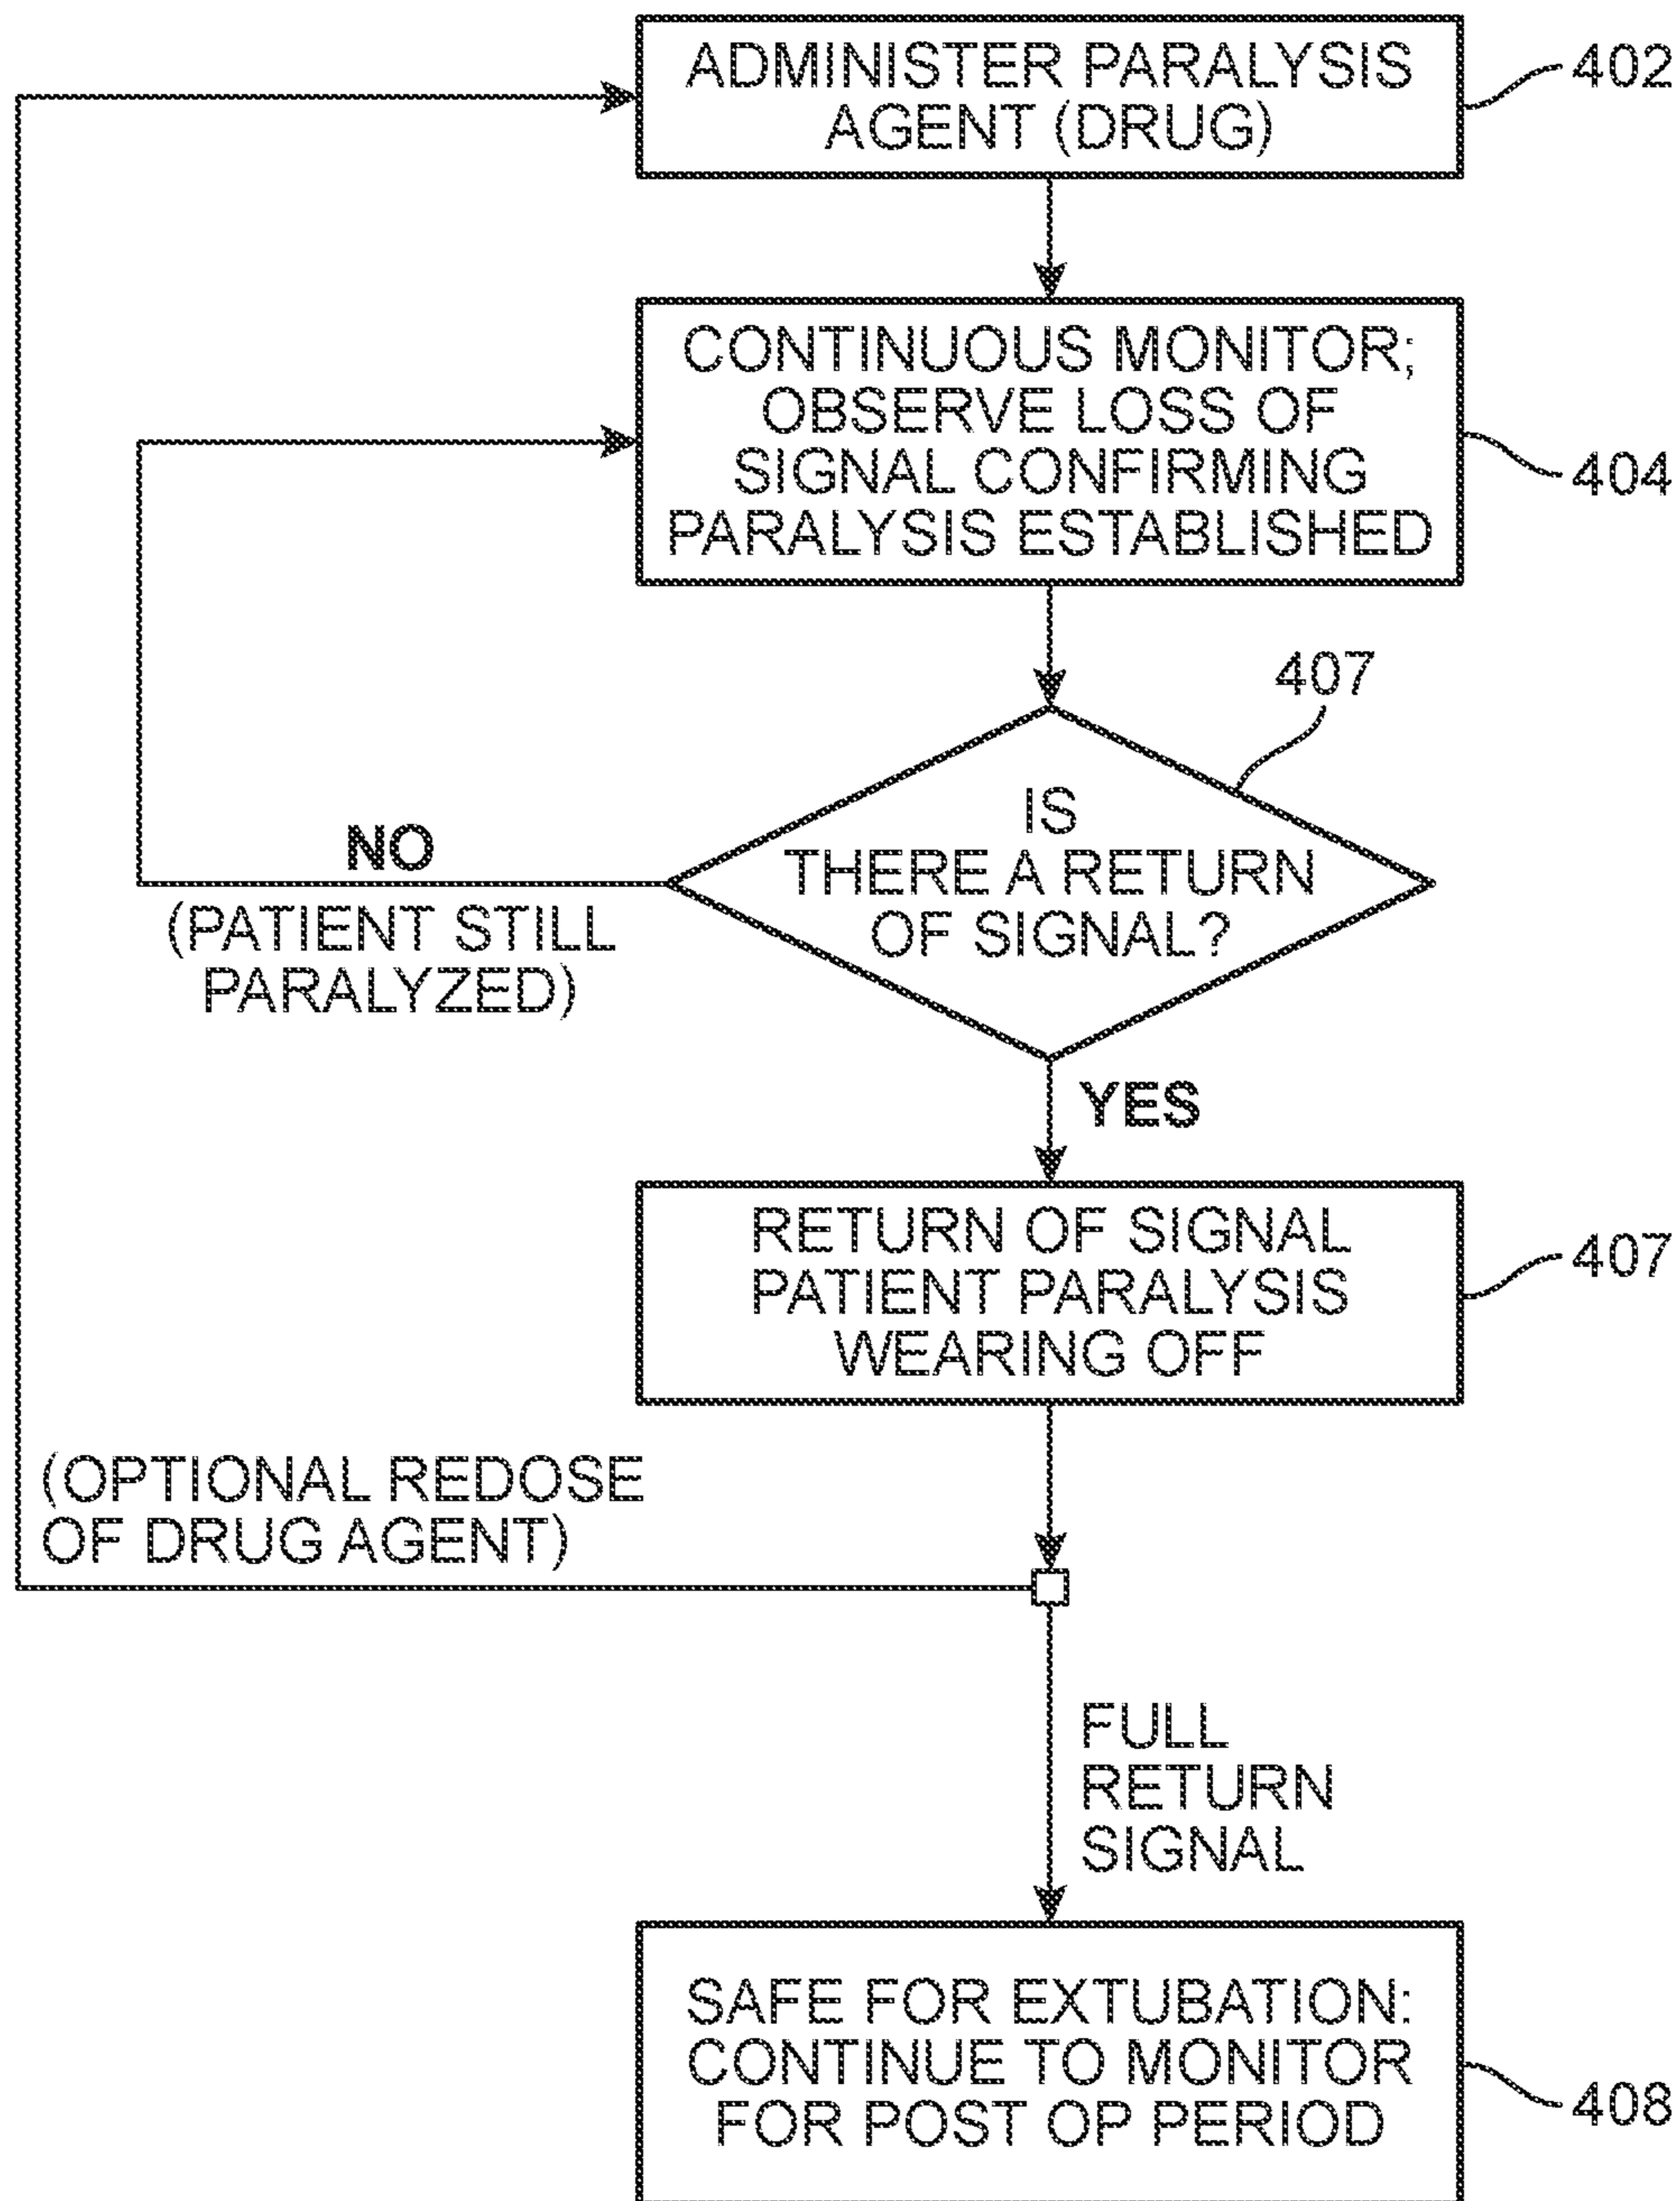 ADMINISTER PARALYSIS
AGENT (DRUG)
402
CONTINUOUS MONITOR;
OBSERVE LOSS OF
SIGNAL CONFIRMING
PARALYSIS ESTABLISHED
404
407
IS
THERE A RETURN
OF SIGNAL?
NO
(PATIENT STILL
PARALYZED)
YES
RETURN OF SIGNAL
PATIENT PARALYSIS
WEARING OFF
407
(OPTIONAL REDOSE
OF DRUG AGENT)
FULL
RETURN
SIGNAL
SAFE FOR EXTUBATION:
CONTINUE TO MONITOR
FOR POST OP PERIOD
408